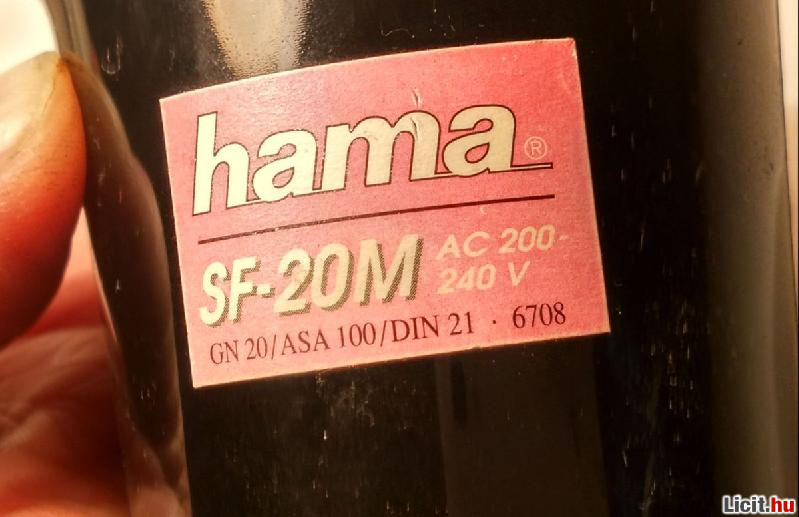 hama®
SF-20M
AC 200-
240 V
GN 20/ASA 100/DIN 21 · 6708
Licit.hu